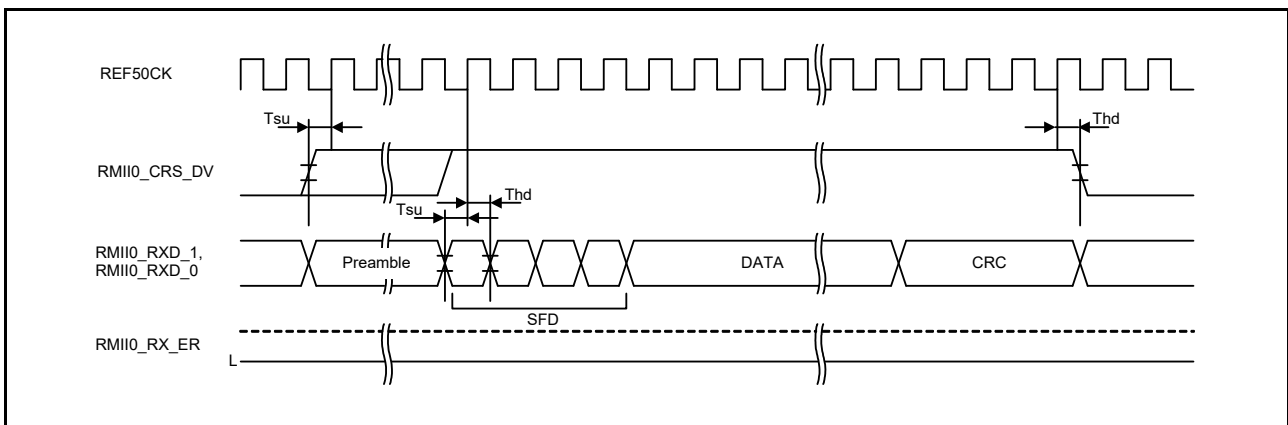 REF50CK
Tsu
Thd
RMII0_CRS_DV
Tsu
Thd
RMII0_RXD_1,
RMII0_RXD_0
Preamble
DATA
CRC
SFD
RMII0_RX_ER
L